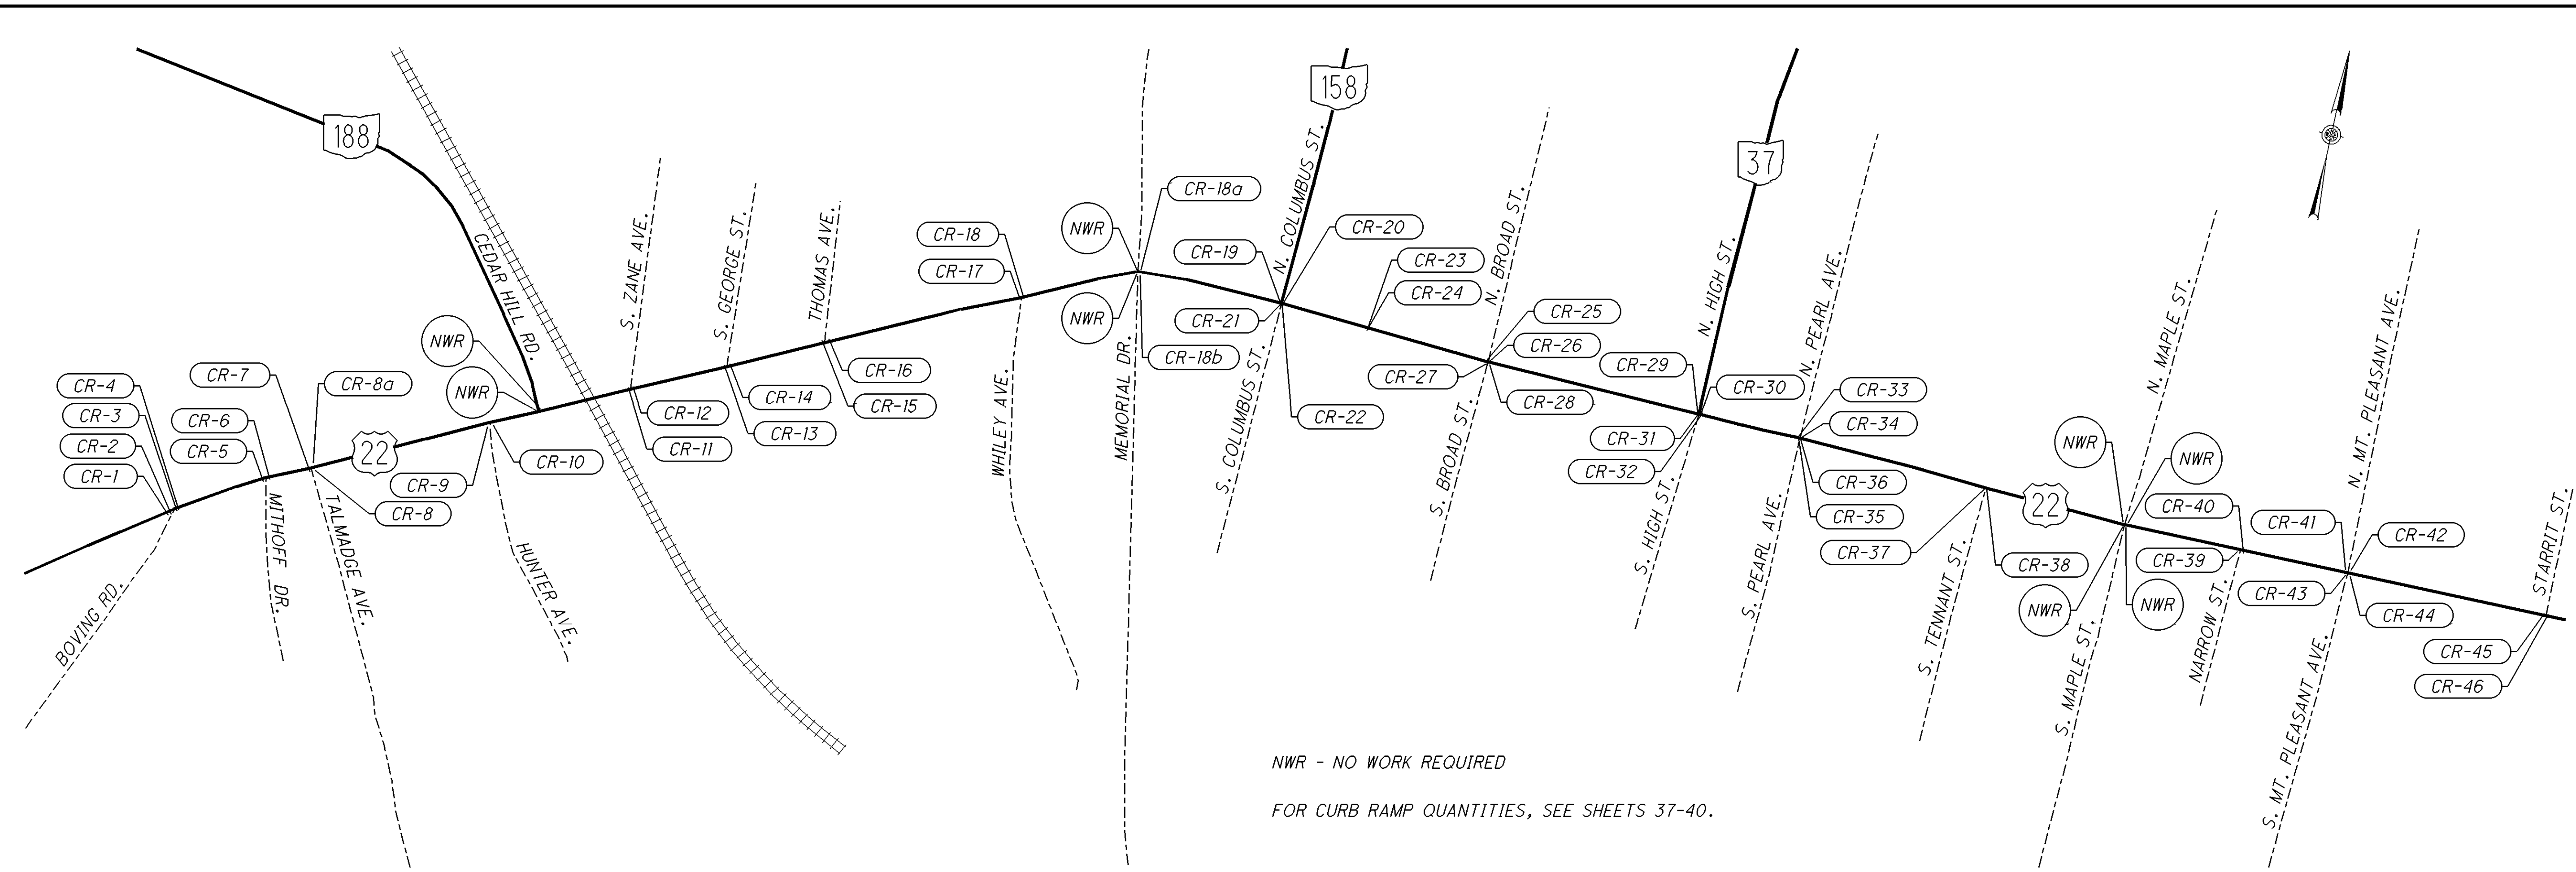 188
158
37
22
22
CEDAR HILL RD.
S. ZANE AVE.
S. GEORGE ST.
THOMAS AVE.
WHILEY AVE.
MEMORIAL DR.
N. COLUMBUS ST.
S. COLUMBUS ST.
N. BROAD ST.
S. BROAD ST.
N. HIGH ST.
S. HIGH ST.
N. PEARL AVE.
S. PEARL AVE.
S. TENNANT ST.
N. MAPLE ST.
S. MAPLE ST.
NARROW ST.
N. MT. PLEASANT AVE.
S. MT. PLEASANT AVE.
STARRIT ST.
BOVING RD.
MITHOFF DR.
TALMADGE AVE.
HUNTER AVE.
CR-4
CR-3
CR-2
CR-1
CR-6
CR-5
CR-7
CR-8a
CR-8
NWR
NWR
CR-9
CR-10
CR-12
CR-11
CR-14
CR-13
CR-16
CR-15
CR-18
CR-17
NWR
NWR
CR-18a
CR-18b
CR-19
CR-20
CR-21
CR-22
CR-23
CR-24
CR-25
CR-26
CR-27
CR-28
CR-29
CR-30
CR-31
CR-32
CR-33
CR-34
CR-36
CR-35
CR-37
CR-38
NWR
NWR
NWR
NWR
CR-40
CR-39
CR-41
CR-42
CR-43
CR-44
CR-45
CR-46
NWR - NO WORK REQUIRED
FOR CURB RAMP QUANTITIES, SEE SHEETS 37-40.